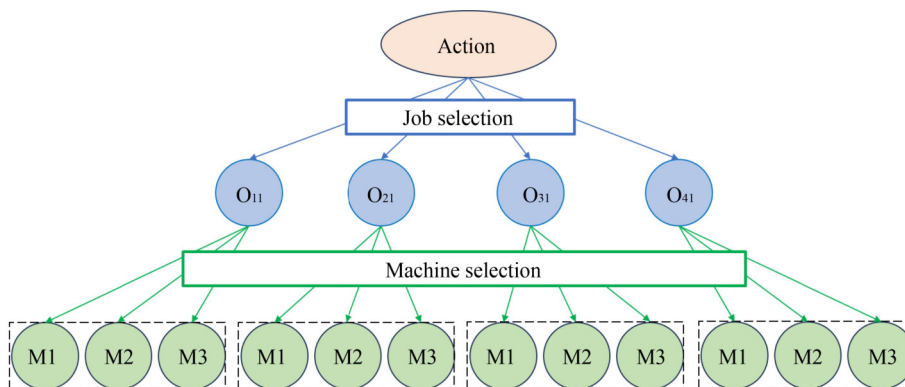 Action
Job selection
O11 O21 O31 O41
Machine selection
M1 M2 M3 M1 M2 M3 M1 M2 M3 M1 M2 M3